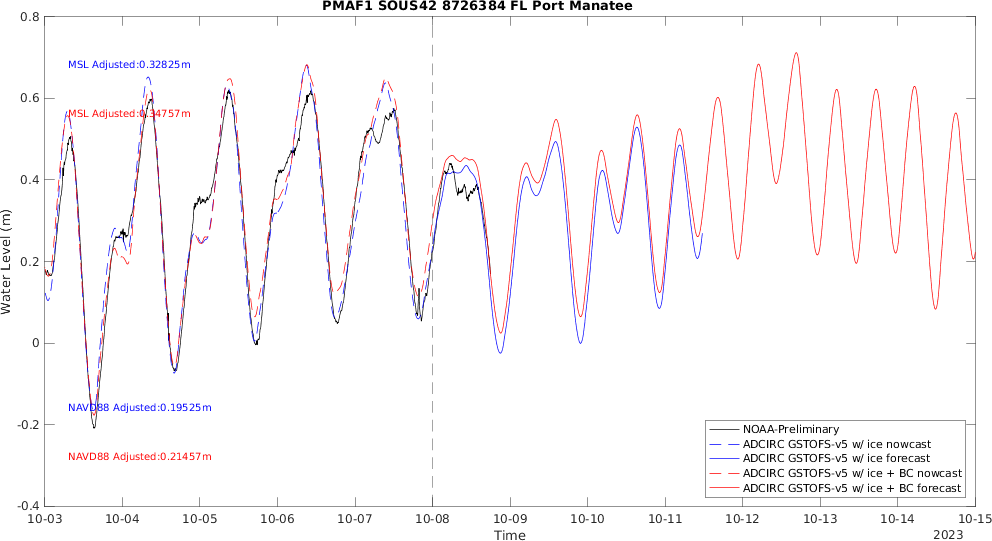 PMAF1 SOUS42 8726384 FL Port Manatee
0.8
0.6
0.4
0.2
0
-0.2
-0.4
Water Level (m)
MSL Adjusted:0.32825m
MSL Adjusted:0.34757m
NAVD88 Adjusted:0.19525m
NAVD88 Adjusted:0.21457m
NOAA-Preliminary
ADCIRC GSTOFS-v5 w/ ice nowcast
ADCIRC GSTOFS-v5 w/ ice forecast
ADCIRC GSTOFS-v5 w/ ice + BC nowcast
ADCIRC GSTOFS-v5 w/ ice + BC forecast
10-03 10-04 10-05 10-06 10-07 10-08 10-09 10-10 10-11 10-12 10-13 10-14 10-15
Time
2023